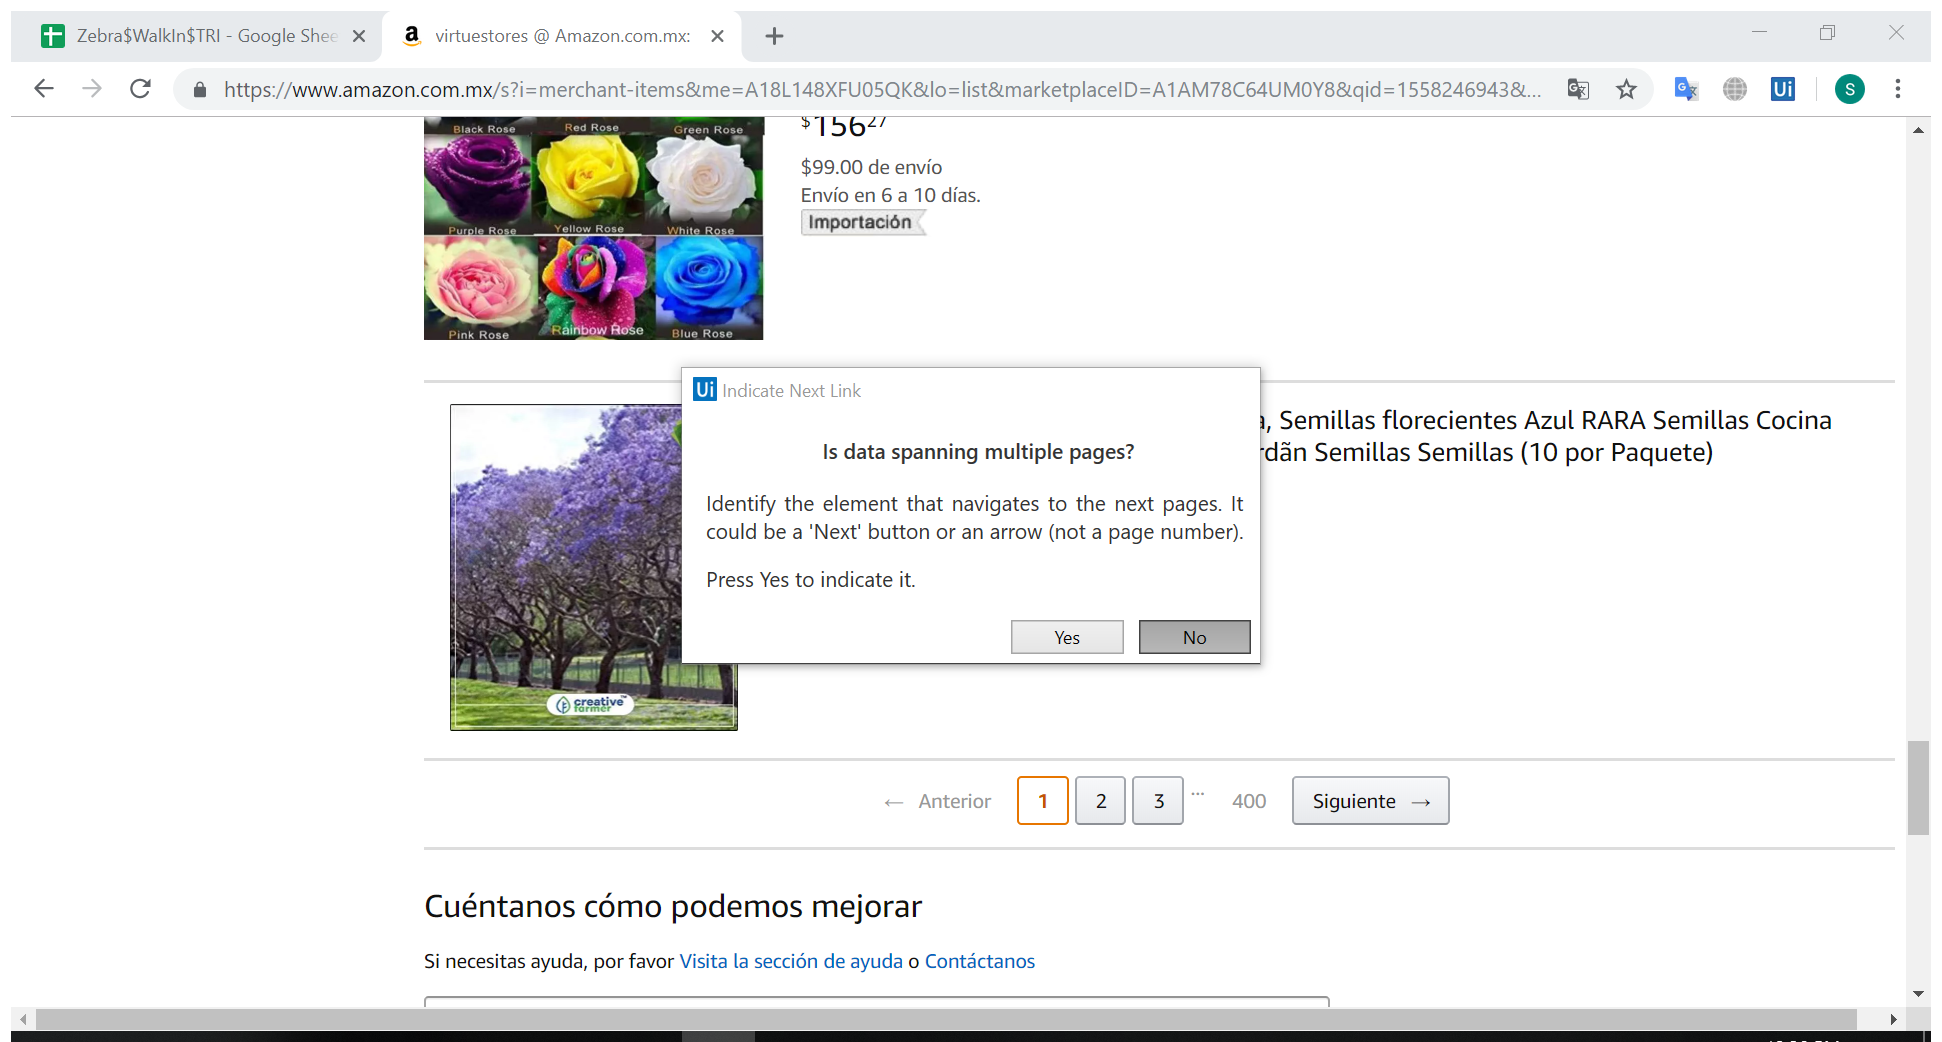 Zebra$WalkIn$TRI - Google Shee
virtuestores @ Amazon.com.mx:
https://www.amazon.com.mx/s?i=merchant-items&me=A18L148XFU05QK&lo=list&marketplaceID=A1AM78C64UM0Y8&qid=1558246943&...
Ui
S
Black Rose Red Rose Green Rose
$15627
$99.00 de envío
Envío en 6 a 10 días.
Importación
Purple Rose Yellow Rose White Rose
Pink Rose Rainbow Rose Blue Rose
Ui Indicate Next Link
Is data spanning multiple pages?
Identify the element that navigates to the next pages. It
could be a 'Next' button or an arrow (not a page number).
Press Yes to indicate it.
Yes No
a, Semillas florecientes Azul RARA Semillas Cocina
rdãn Semillas Semillas (10 por Paquete)
creative
farmer
← Anterior 1 2 3 ... 400 Siguiente →
Cuéntanos cómo podemos mejorar
Si necesitas ayuda, por favor Visita la sección de ayuda o Contáctanos